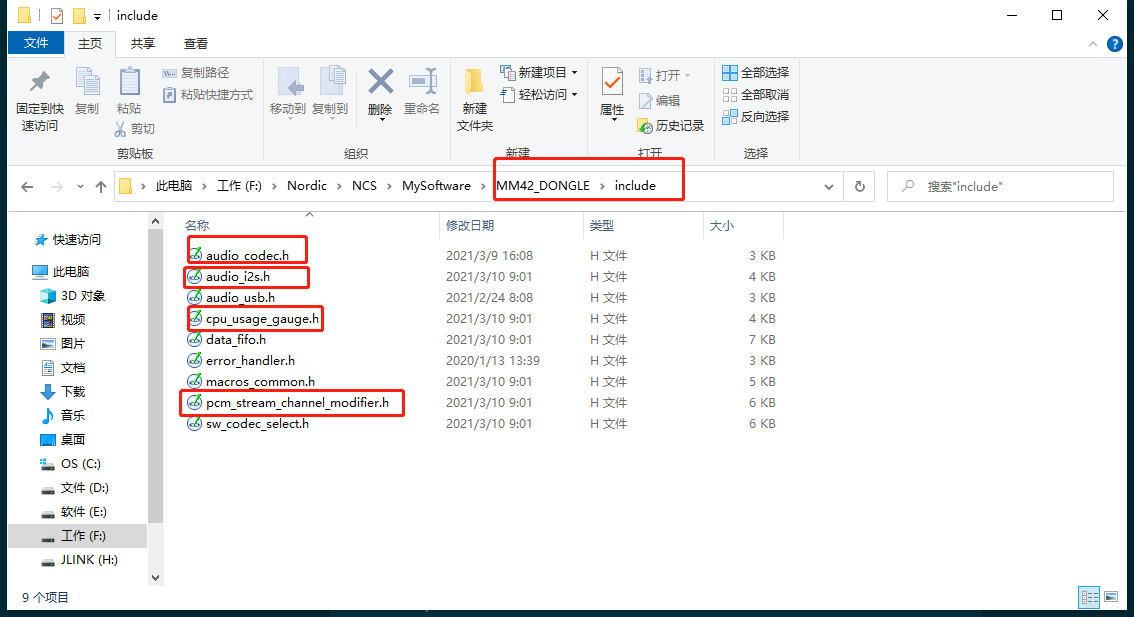 include
文件 主页 共享 查看
固定到快速访问 复制 粘贴 复制路径 粘贴快捷方式 剪切
移动到 复制到 删除 重命名
新建文件夹 新建项目 轻松访问
属性 打开 编辑 历史记录
全部选择 全部取消 反向选择
剪贴板 组织 新建 打开 选择
此电脑 > 工作 (F:) > Nordic > NCS > MySoftware > MM42_DONGLE > include
搜索"include"
快速访问
此电脑
3D 对象
视频
图片
文档
下载
音乐
桌面
OS (C:)
文件 (D:)
软件 (E:)
工作 (F:)
JLINK (H:)
名称 修改日期 类型 大小
audio_codec.h 2021/3/9 16:08 H 文件 3 KB
audio_i2s.h 2021/3/10 9:01 H 文件 4 KB
audio_usb.h 2021/2/24 8:08 H 文件 3 KB
cpu_usage_gauge.h 2021/3/10 9:01 H 文件 4 KB
data_fifo.h 2021/3/10 9:01 H 文件 7 KB
error_handler.h 2020/1/13 13:39 H 文件 3 KB
macros_common.h 2021/3/10 9:01 H 文件 5 KB
pcm_stream_channel_modifier.h 2021/3/10 9:01 H 文件 6 KB
sw_codec_select.h 2021/3/10 9:01 H 文件 6 KB
9 个项目